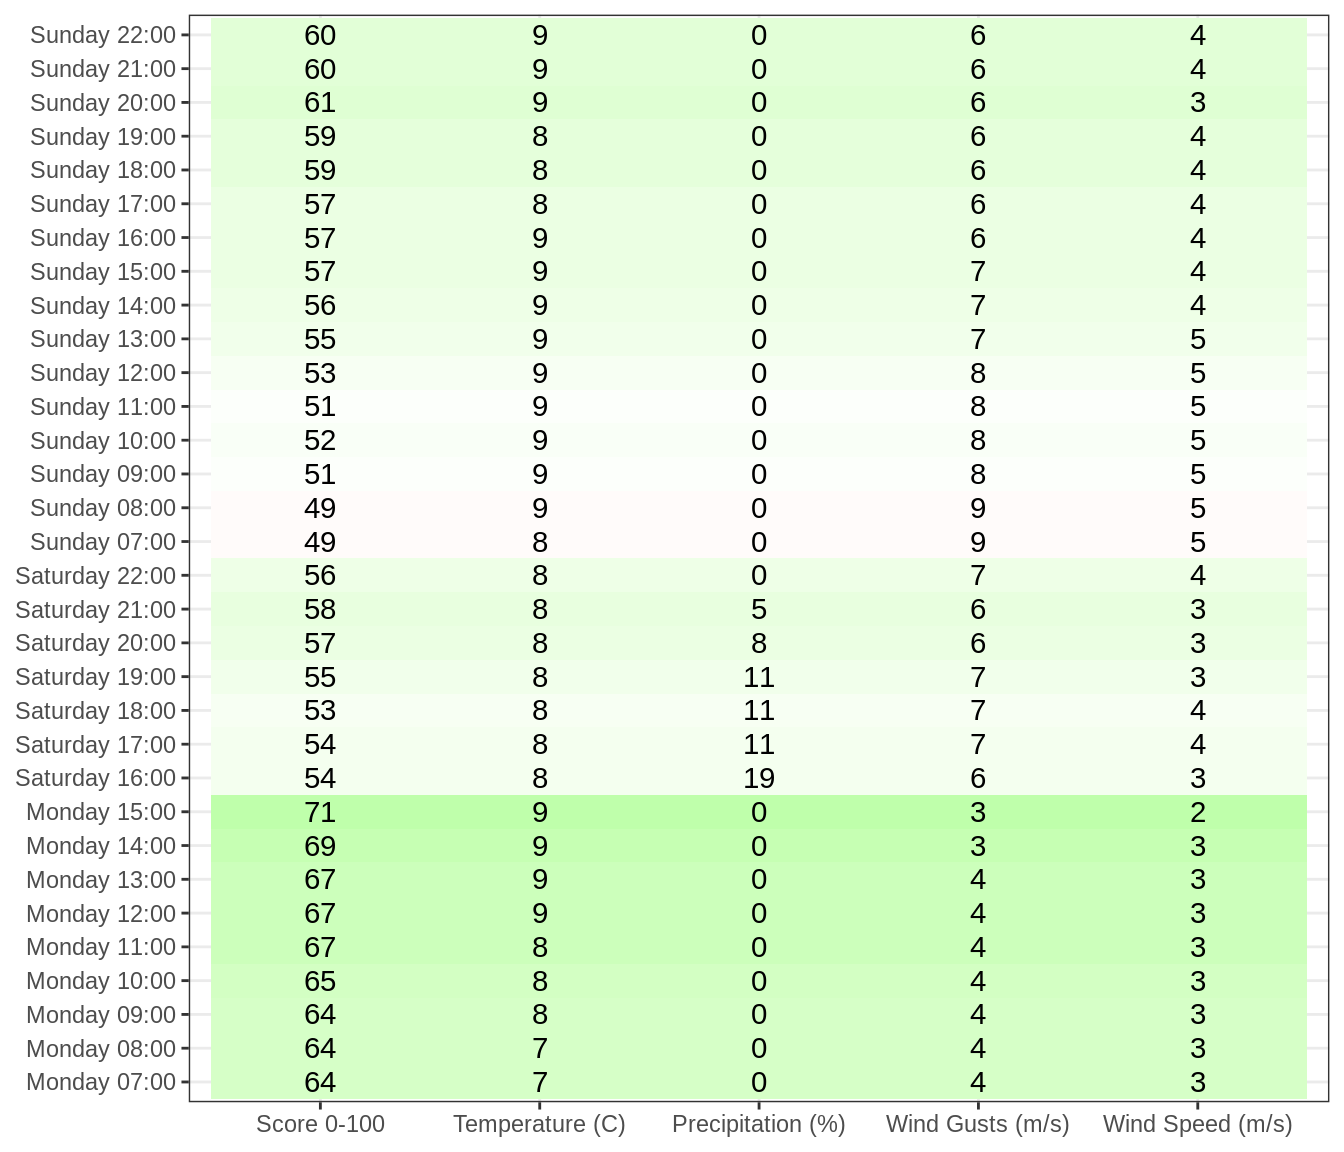 Sunday 22:00 60 9 0 6 4
Sunday 21:00 60 9 0 6 4
Sunday 20:00 61 9 0 6 3
Sunday 19:00 59 8 0 6 4
Sunday 18:00 59 8 0 6 4
Sunday 17:00 57 8 0 6 4
Sunday 16:00 57 9 0 6 4
Sunday 15:00 57 9 0 7 4
Sunday 14:00 56 9 0 7 4
Sunday 13:00 55 9 0 7 5
Sunday 12:00 53 9 0 8 5
Sunday 11:00 51 9 0 8 5
Sunday 10:00 52 9 0 8 5
Sunday 09:00 51 9 0 8 5
Sunday 08:00 49 9 0 9 5
Sunday 07:00 49 8 0 9 5
Saturday 22:00 56 8 0 7 4
Saturday 21:00 58 8 5 6 3
Saturday 20:00 57 8 8 6 3
Saturday 19:00 55 8 11 7 3
Saturday 18:00 53 8 11 7 4
Saturday 17:00 54 8 11 7 4
Saturday 16:00 54 8 19 6 3
Monday 15:00 71 9 0 3 2
Monday 14:00 69 9 0 3 3
Monday 13:00 67 9 0 4 3
Monday 12:00 67 9 0 4 3
Monday 11:00 67 8 0 4 3
Monday 10:00 65 8 0 4 3
Monday 09:00 64 8 0 4 3
Monday 08:00 64 7 0 4 3
Monday 07:00 64 7 0 4 3
Score 0-100 Temperature (C) Precipitation (%) Wind Gusts (m/s) Wind Speed (m/s)